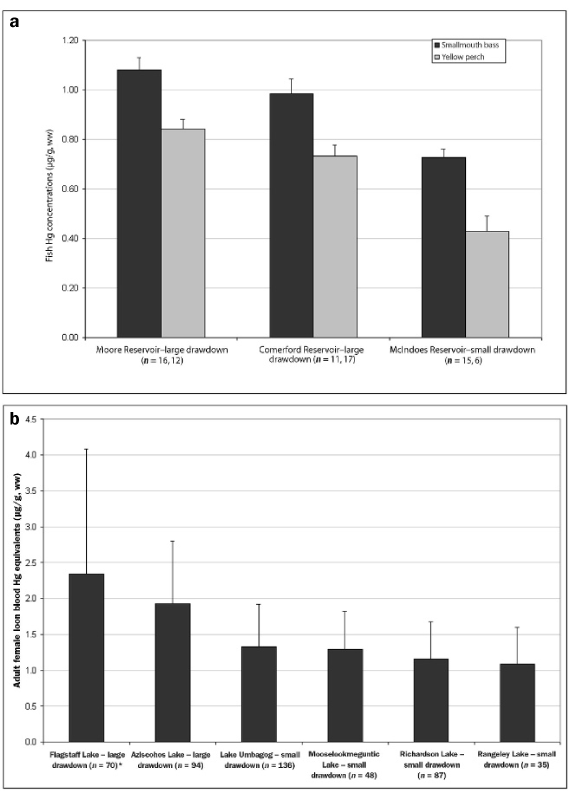 a
1.20
1.00
0.80
0.60
0.40
0.20
0.00
Fish Hg concentrations (µg/g, ww)
Smallmouth bass
Yellow perch
Moore Reservoir–large drawdown
(n = 16, 12)
Comerford Reservoir–large
drawdown (n = 11, 17)
McIndoes Reservoir–small drawdown
(n = 15, 6)
b
4.5
4.0
3.5
3.0
2.5
2.0
1.5
1.0
0.5
0.0
Adult female loon blood Hg equivalents (µg/g, ww)
Flagstaff Lake – large
drawdown (n = 70)*
Aziscohos Lake – large
drawdown (n = 94)
Lake Umbagog – small
drawdown (n = 136)
Mooselookmeguntic
Lake – small
drawdown (n = 48)
Richardson Lake –
small drawdown
(n = 87)
Rangeley Lake – small
drawdown (n = 35)